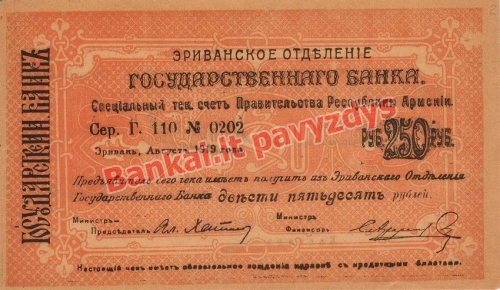 ЭРИВАНСКОЕ ОТДѢЛЕНІЕ
ГОСУДАРСТВЕННАГО БАНКА.
Спеціальный тек. счетъ Правительства Республики Арменіи.
Сер. Г. 110 № 0202
РУБ. 250 РУБ.
Эривань, Августъ 1919 года
Bankai.lt pavyzdys
Предъявитель сего чека имѣетъ получить изъ Эриванскаго Отдѣленія
Государственнаго Банка двѣсти пятьдесятъ рублей.
Министръ—
Предсѣдатель
Министръ
Финансовъ
Настоящій чекъ имѣетъ обязательное хожденіе наравнѣ съ кредитными билетами.
ГОСУДАРСТВЕННЫЙ БАНКЪ